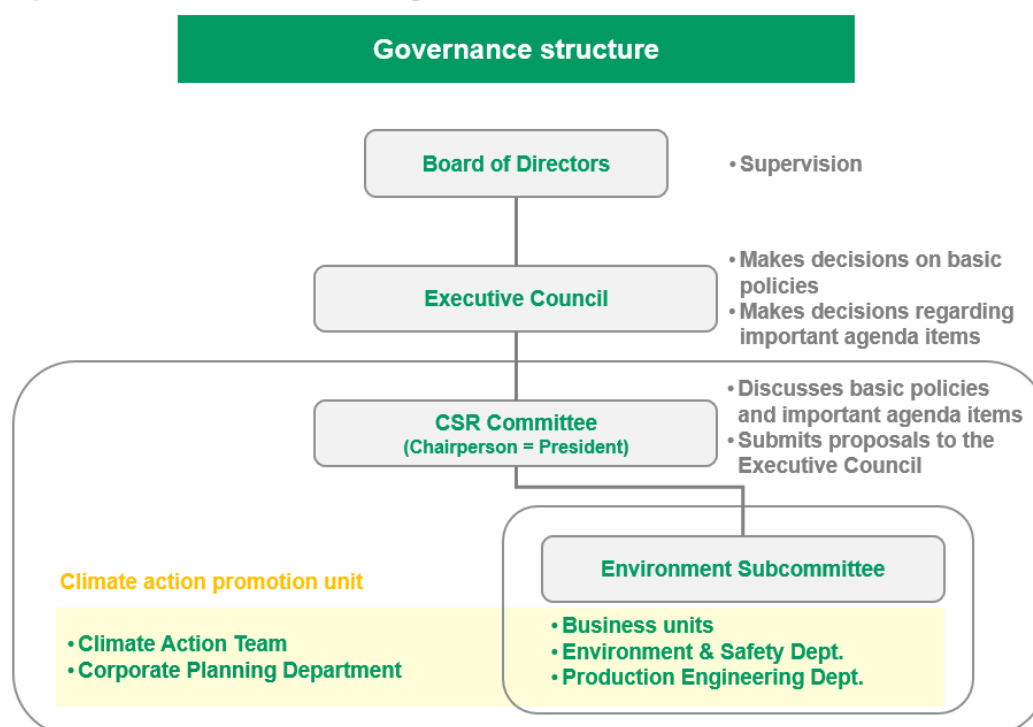 Governance structure
Board of Directors
•Supervision
Executive Council
•Makes decisions on basic
policies
•Makes decisions regarding
important agenda items
CSR Committee
(Chairperson = President)
•Discusses basic policies
and important agenda items
•Submits proposals to the
Executive Council
Environment Subcommittee
Climate action promotion unit
•Climate Action Team
•Corporate Planning Department
•Business units
•Environment & Safety Dept.
•Production Engineering Dept.